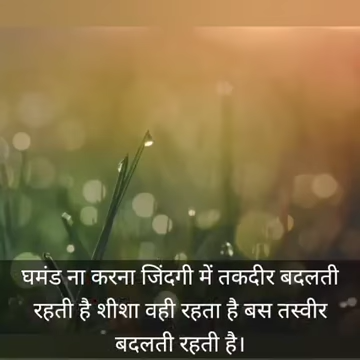 घमंड ना करना जिंदगी में तकदीर बदलती
रहती है शीशा वही रहता है बस तस्वीर
बदलती रहती है।